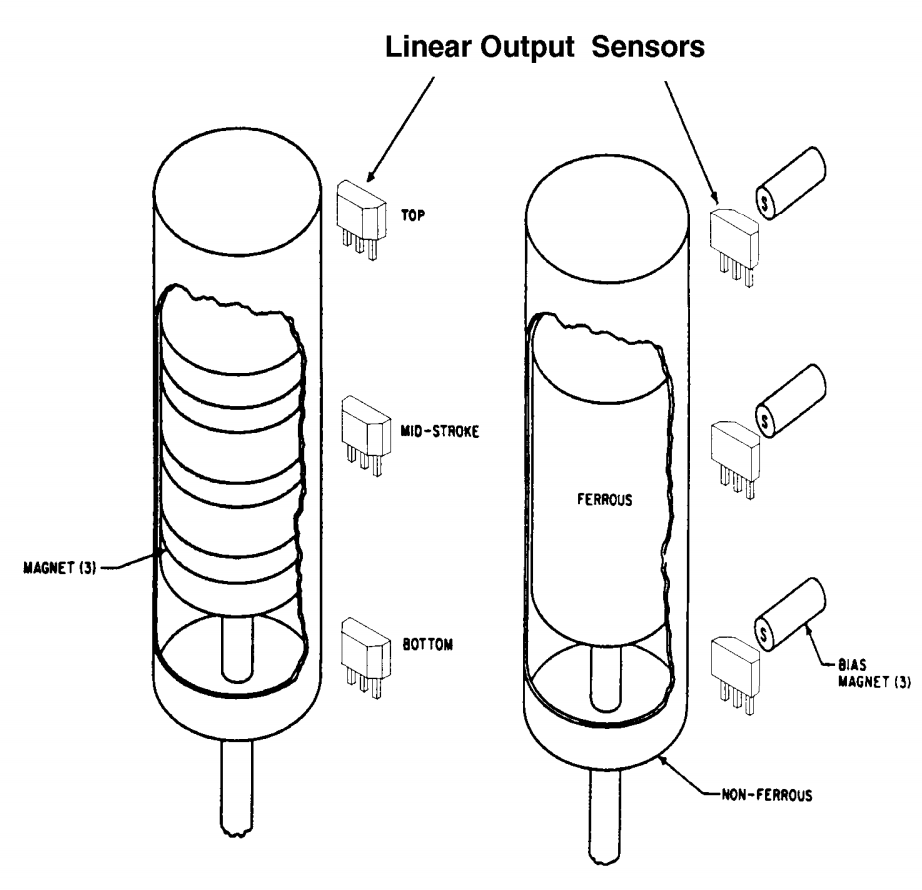 Linear Output Sensors
TOP
S
MID-STROKE
S
FERROUS
MAGNET (3)
BOTTOM
S
BIAS
MAGNET (3)
NON-FERROUS